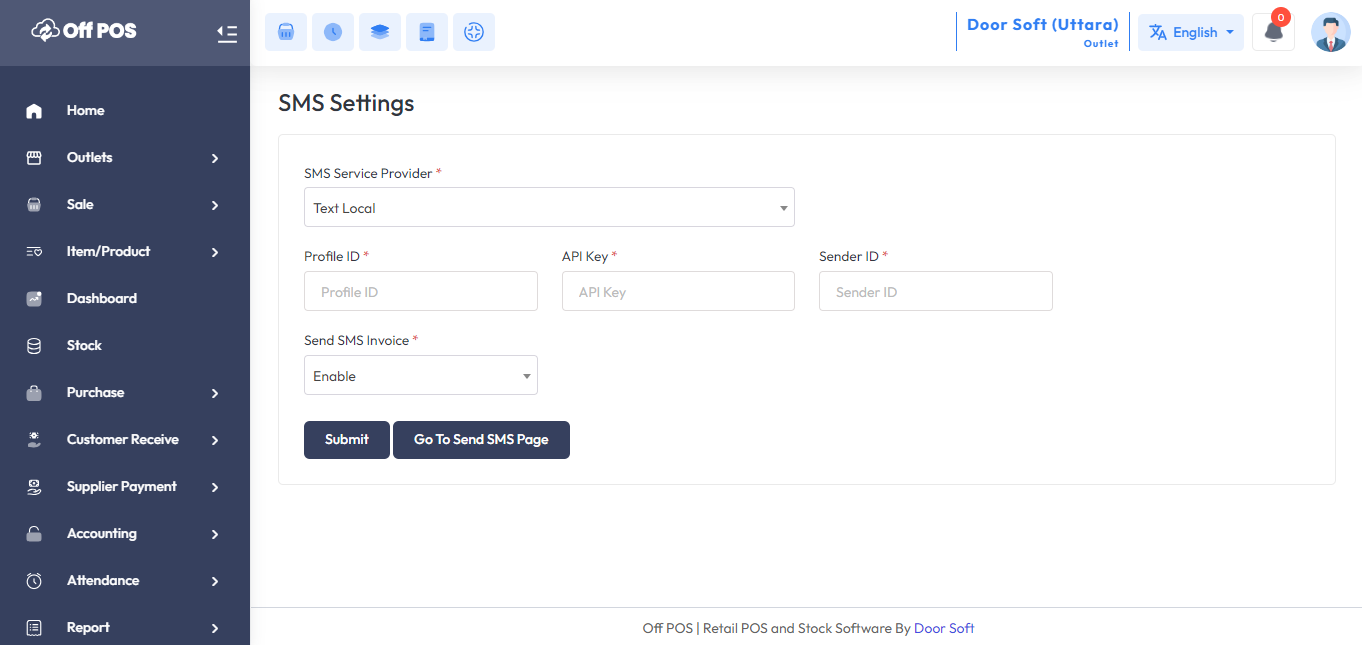 Off POS
Door Soft (Uttara)
Outlet
English
0
Home
Outlets
Sale
Item/Product
Dashboard
Stock
Purchase
Customer Receive
Supplier Payment
Accounting
Attendance
Report
SMS Settings
SMS Service Provider *
Text Local
Profile ID * API Key * Sender ID *
Profile ID API Key Sender ID
Send SMS Invoice *
Enable
Submit Go To Send SMS Page
Off POS | Retail POS and Stock Software By Door Soft